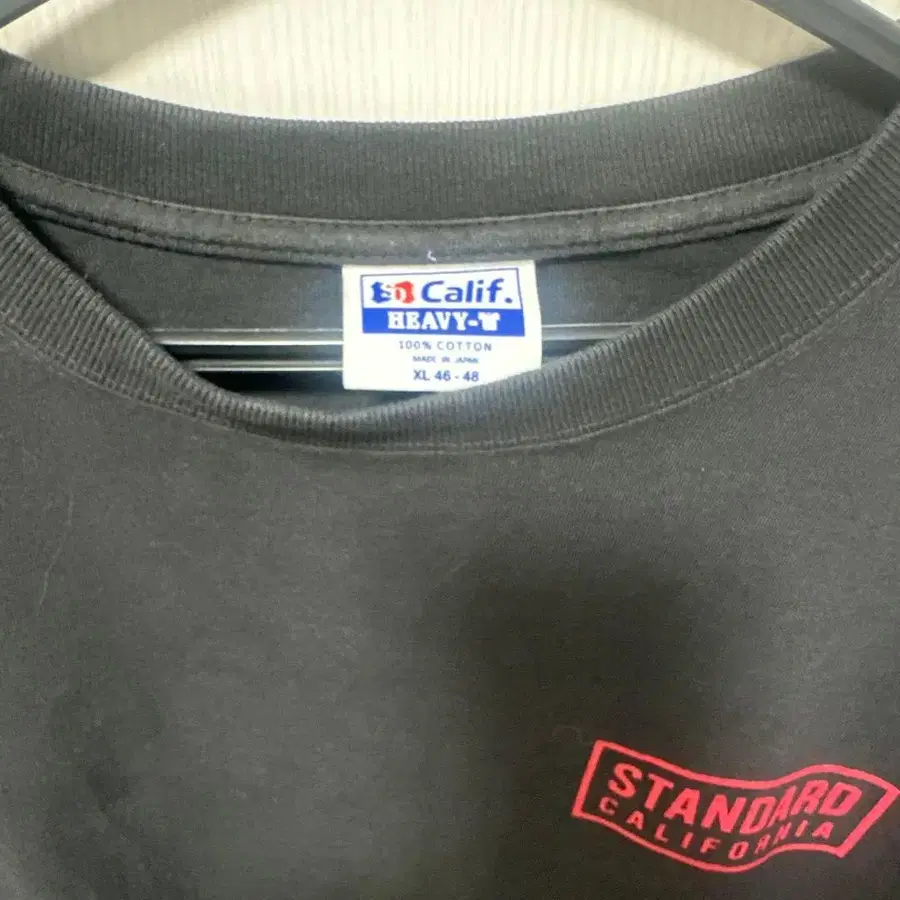 SD Calif.
HEAVY-
100% COTTON
MADE IN JAPAN
XL 46 - 48
STANDARD
CALIFORNIA